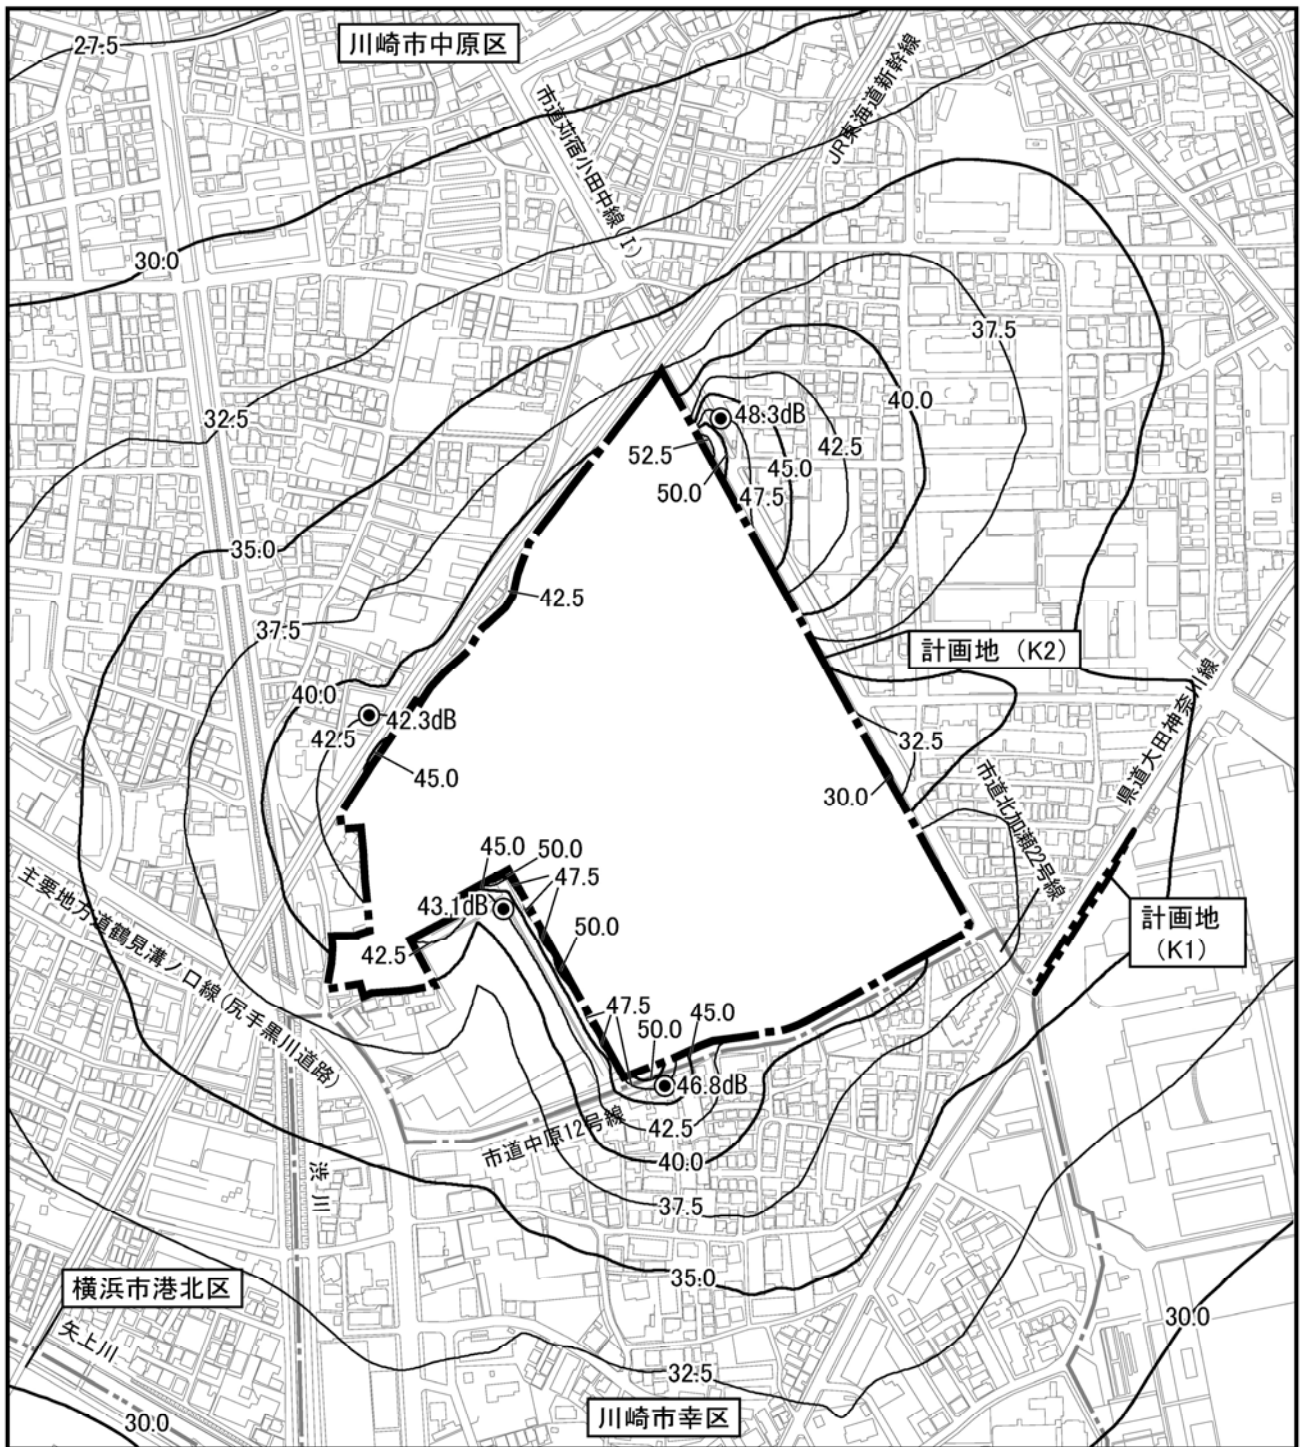 川崎市中原区
27.5
市道苅宿小田中線(Ⅰ)
JR東海道新幹線
30.0
37.5
32.5
48.3dB
40.0
52.5
42.5
45.0
50.0
47.5
35.0
42.5
37.5
計画地（K2）
40.0
42.3dB
42.5
45.0
32.5
30.0
県道大田神奈川線
市道北加瀬22号線
45.0
50.0
47.5
43.1dB
50.0
42.5
計画地
（K1）
主要地方道鶴見溝ノ口線(尻手黒川道路)
47.5
50.0
45.0
46.8dB
42.5
市道中原12号線
40.0
渋川
37.5
35.0
横浜市港北区
矢上川
30.0
32.5
川崎市幸区
30.0